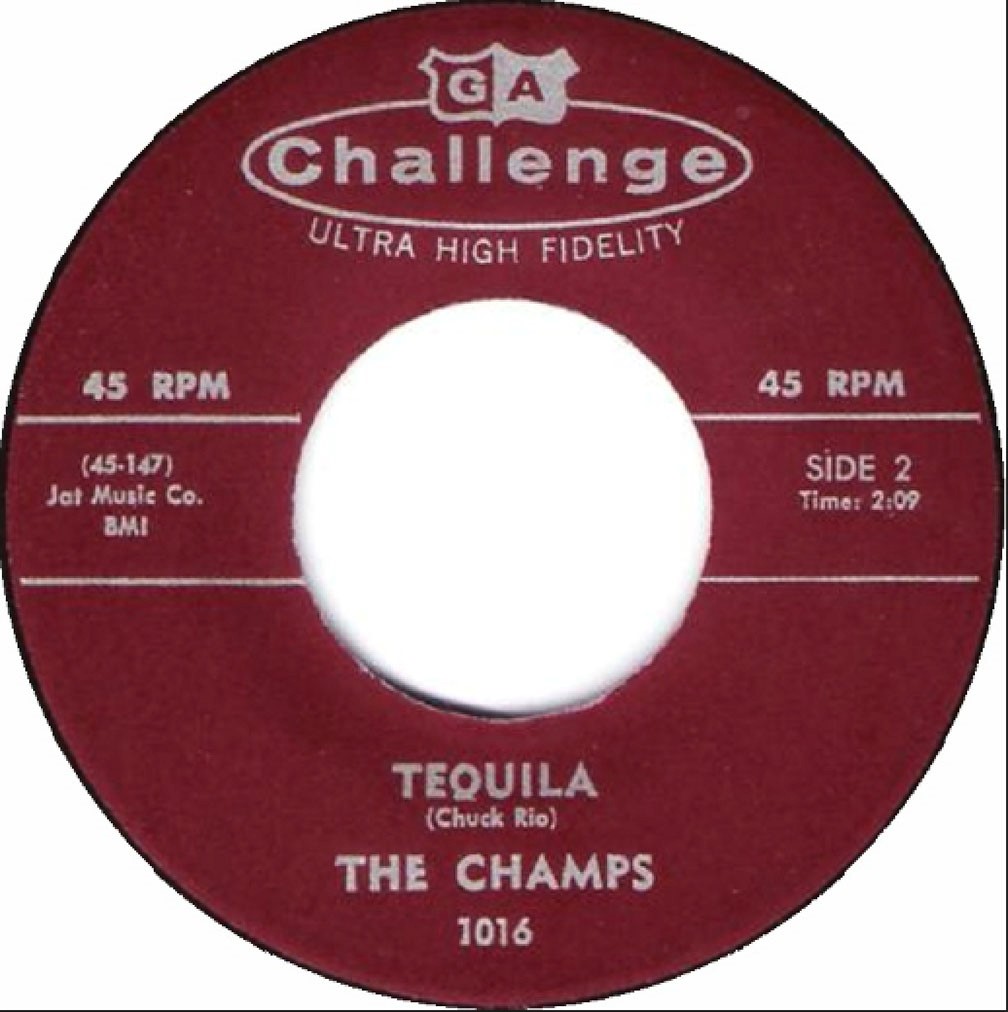 GA
Challenge
ULTRA HIGH FIDELITY
45 RPM
45 RPM
(45-147)
Jat Music Co.
BMI
SIDE 2
Time: 2:09
TEQUILA
(Chuck Rio)
THE CHAMPS
1016